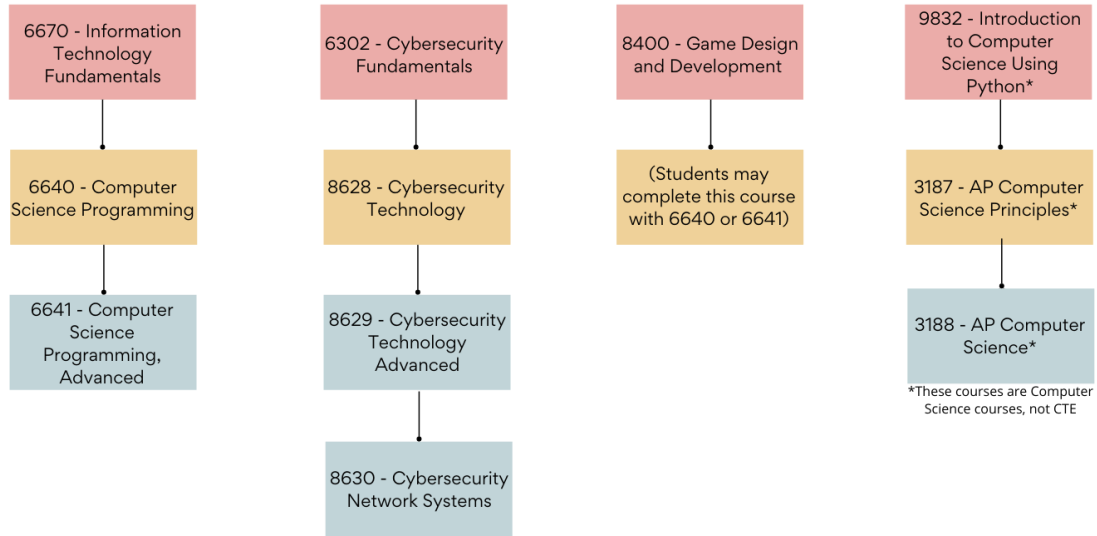 6670 - Information
Technology
Fundamentals
6640 - Computer
Science Programming
6641 - Computer
Science
Programming,
Advanced
6302 - Cybersecurity
Fundamentals
8628 - Cybersecurity
Technology
8629 - Cybersecurity
Technology
Advanced
8630 - Cybersecurity
Network Systems
8400 - Game Design
and Development
(Students may
complete this course
with 6640 or 6641)
9832 - Introduction
to Computer
Science Using
Python*
3187 - AP Computer
Science Principles*
3188 - AP Computer
Science*
*These courses are Computer
Science courses, not CTE